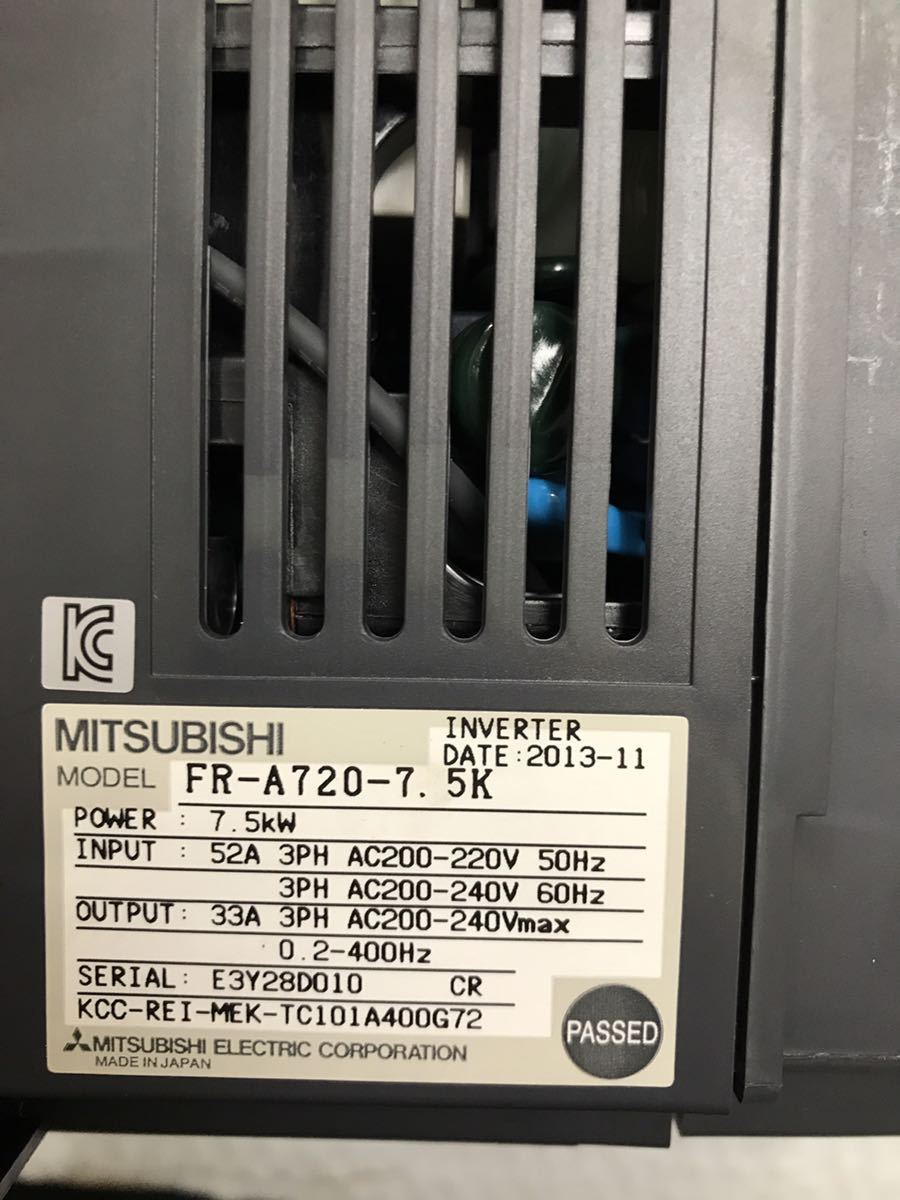 KC
MITSUBISHI
INVERTER
DATE:2013-11
MODEL FR-A720-7.5K
POWER : 7.5kW
INPUT : 52A 3PH AC200-220V 50Hz
3PH AC200-240V 60Hz
OUTPUT: 33A 3PH AC200-240Vmax
0.2-400Hz
SERIAL: E3Y28D010 CR
KCC-REI-MEK-TC101A400G72
MITSUBISHI ELECTRIC CORPORATION
MADE IN JAPAN
PASSED